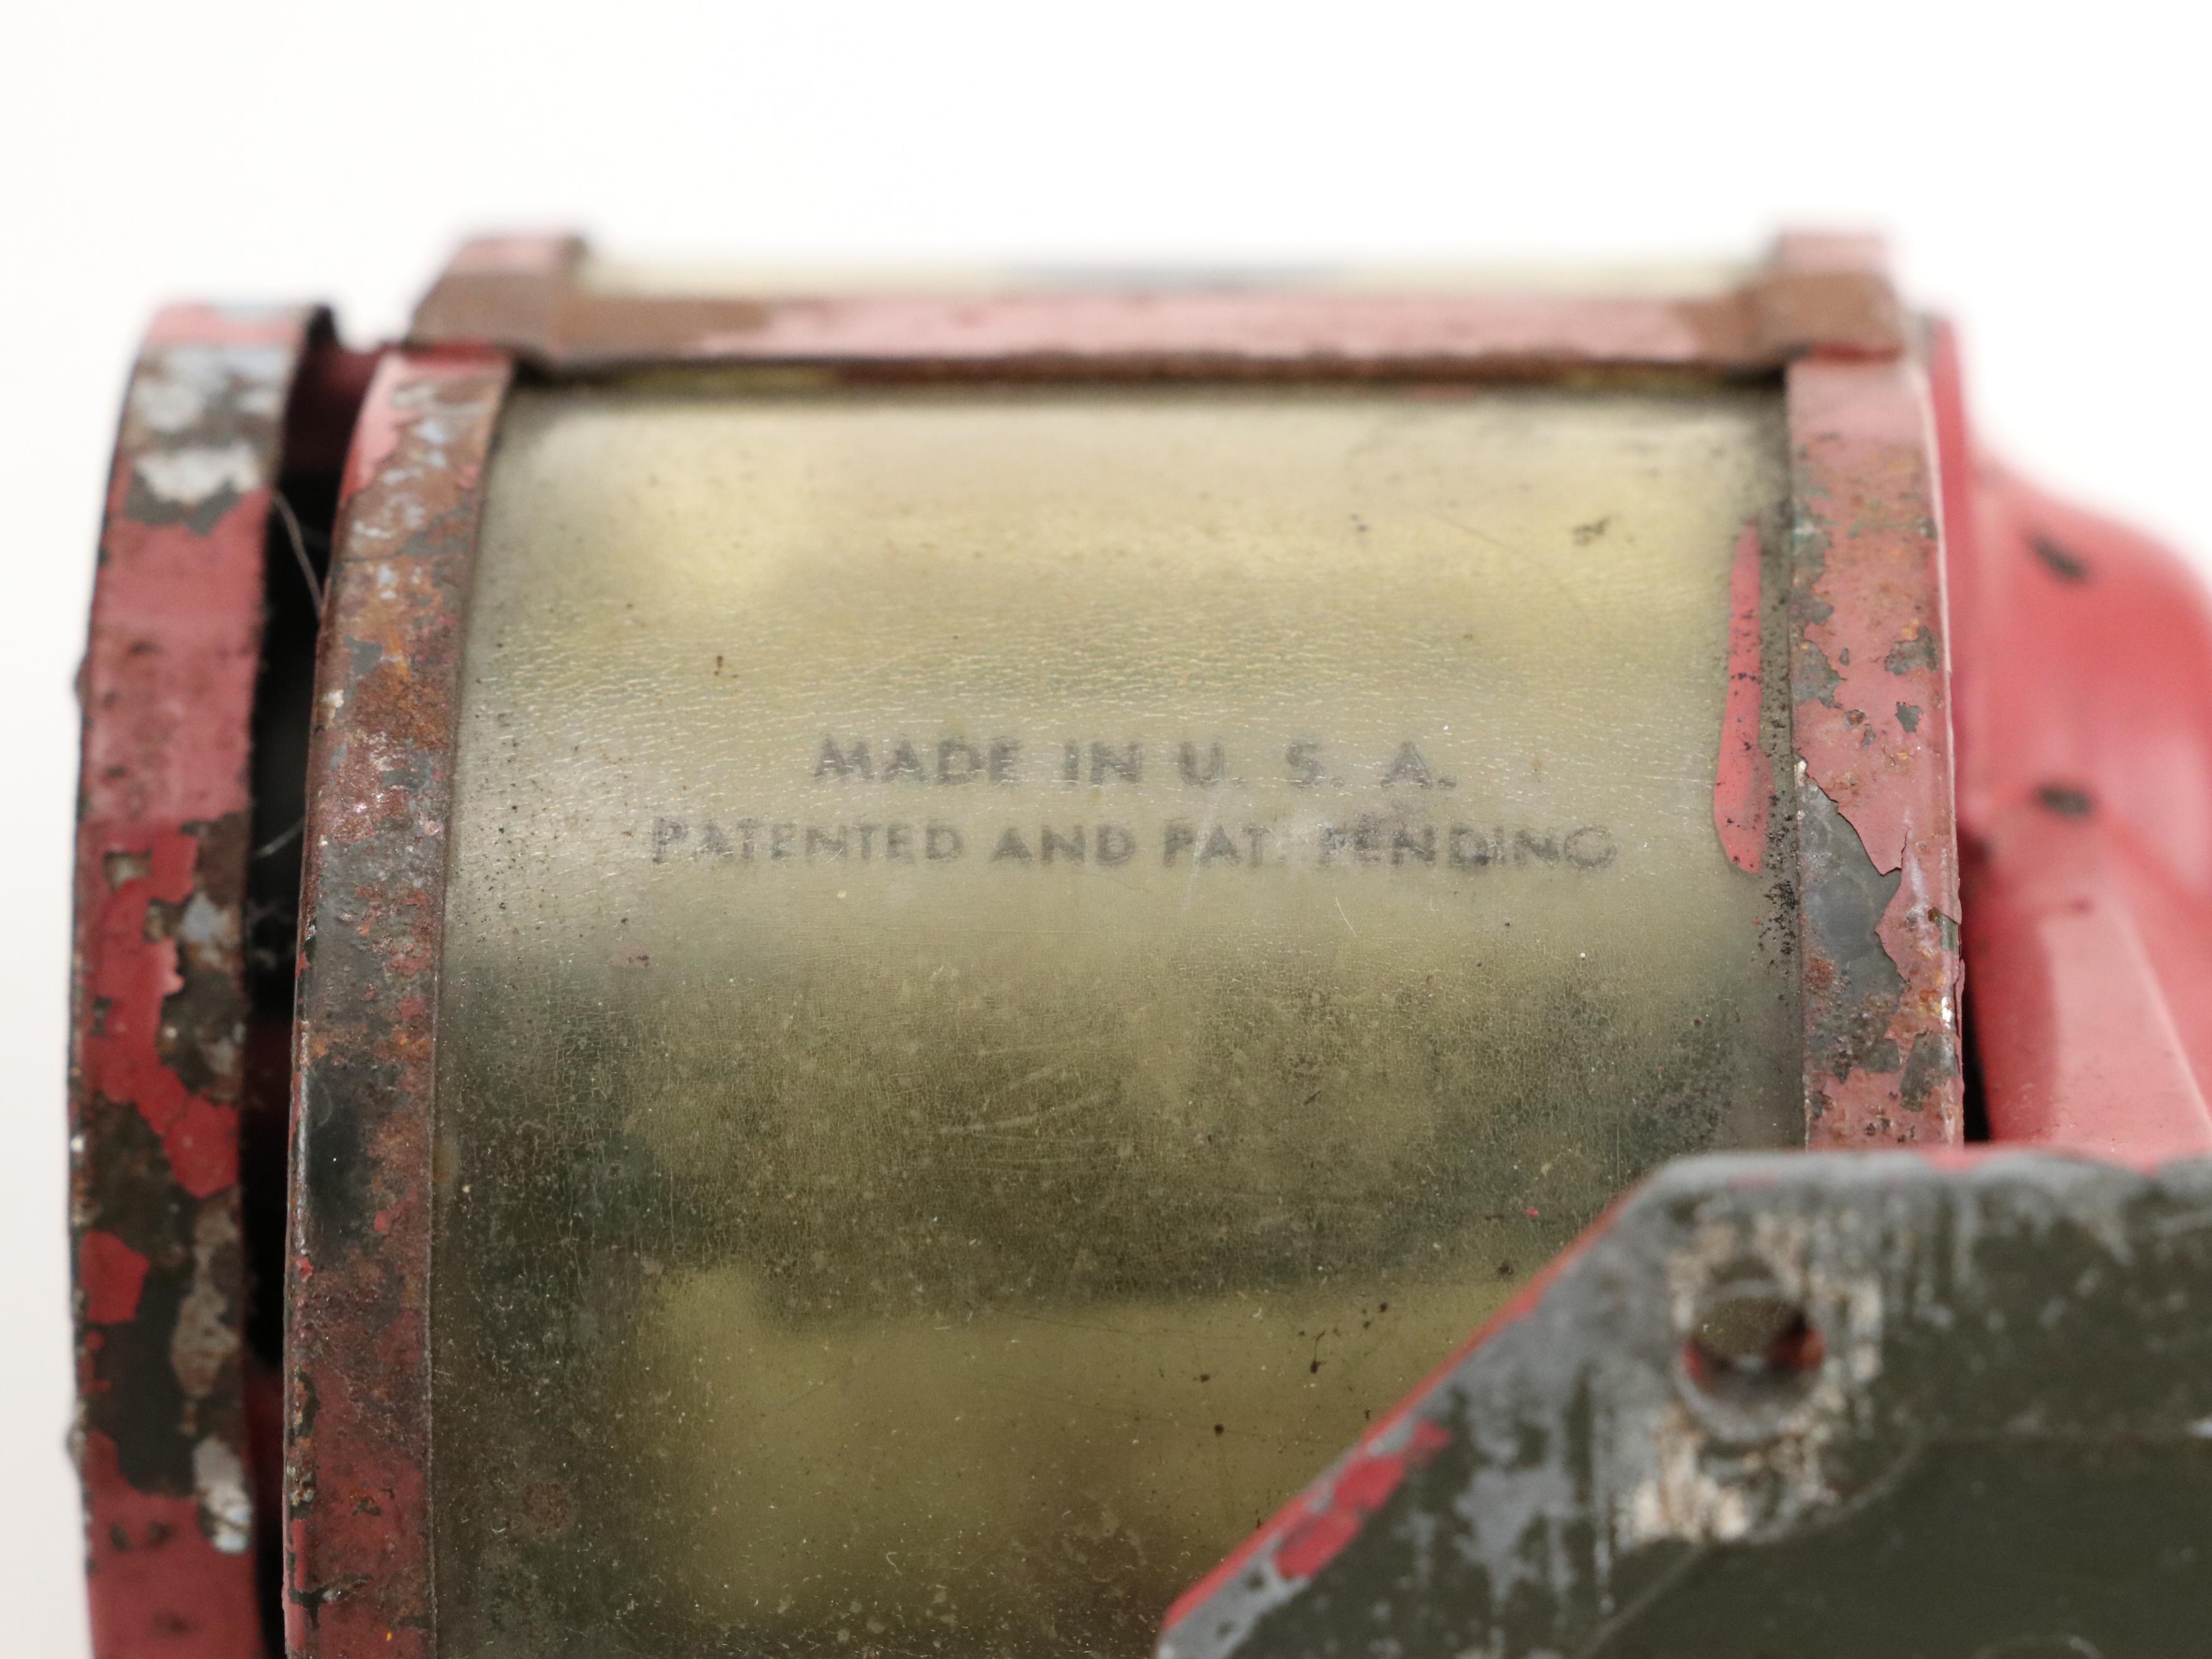 MADE IN U. S. A.
PATENTED AND PAT. PENDING